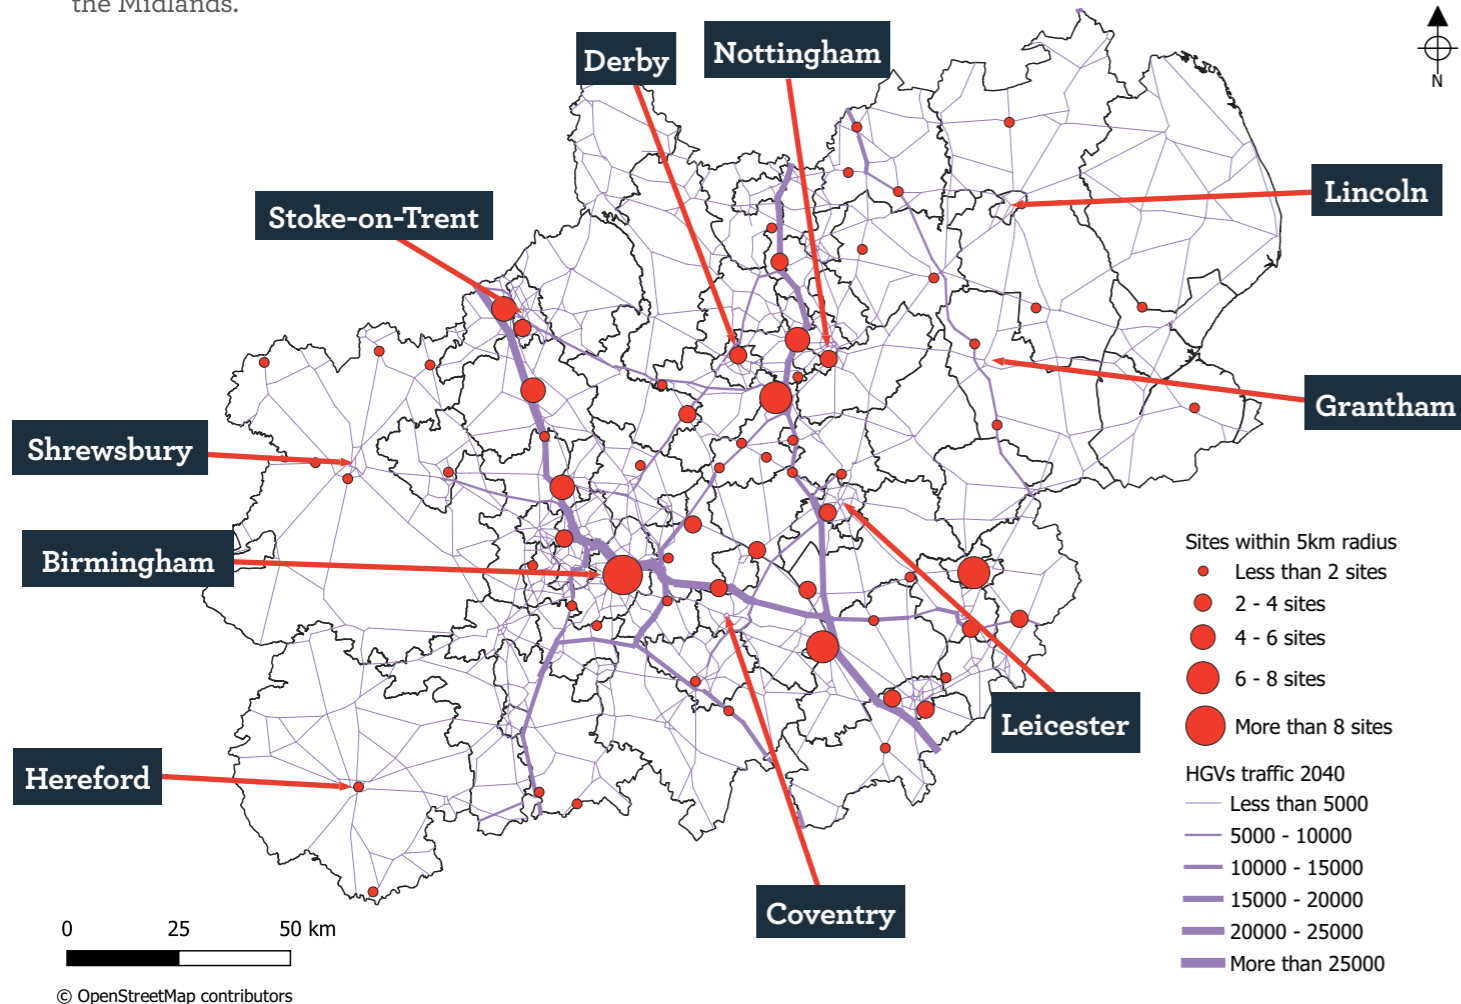 the Midlands.
Derby
Nottingham
N
Stoke-on-Trent
Lincoln
Grantham
Shrewsbury
Birmingham
Hereford
Leicester
Coventry
Sites within 5km radius
Less than 2 sites
2 - 4 sites
4 - 6 sites
6 - 8 sites
More than 8 sites
HGVs traffic 2040
Less than 5000
5000 - 10000
10000 - 15000
15000 - 20000
20000 - 25000
More than 25000
0 25 50 km
© OpenStreetMap contributors